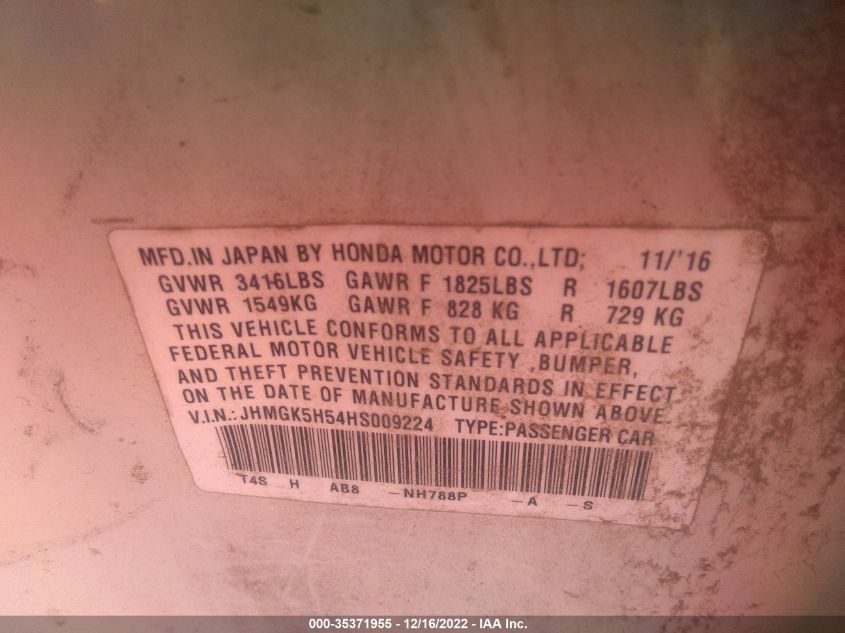 MFD.IN JAPAN BY HONDA MOTOR CO.,LTD; 11/'16
GVWR 3416LBS GAWR F 1825LBS R 1607LBS
GVWR 1549KG GAWR F 828 KG R 729 KG
THIS VEHICLE CONFORMS TO ALL APPLICABLE
FEDERAL MOTOR VEHICLE SAFETY ,BUMPER,
AND THEFT PREVENTION STANDARDS IN EFFECT
ON THE DATE OF MANUFACTURE SHOWN ABOVE.
V.I.N.: JHMGK5H54HS009224 TYPE:PASSENGER CAR
T4S H AB8 -NH788P -A -S
000-35371955 - 12/16/2022 - IAA Inc.